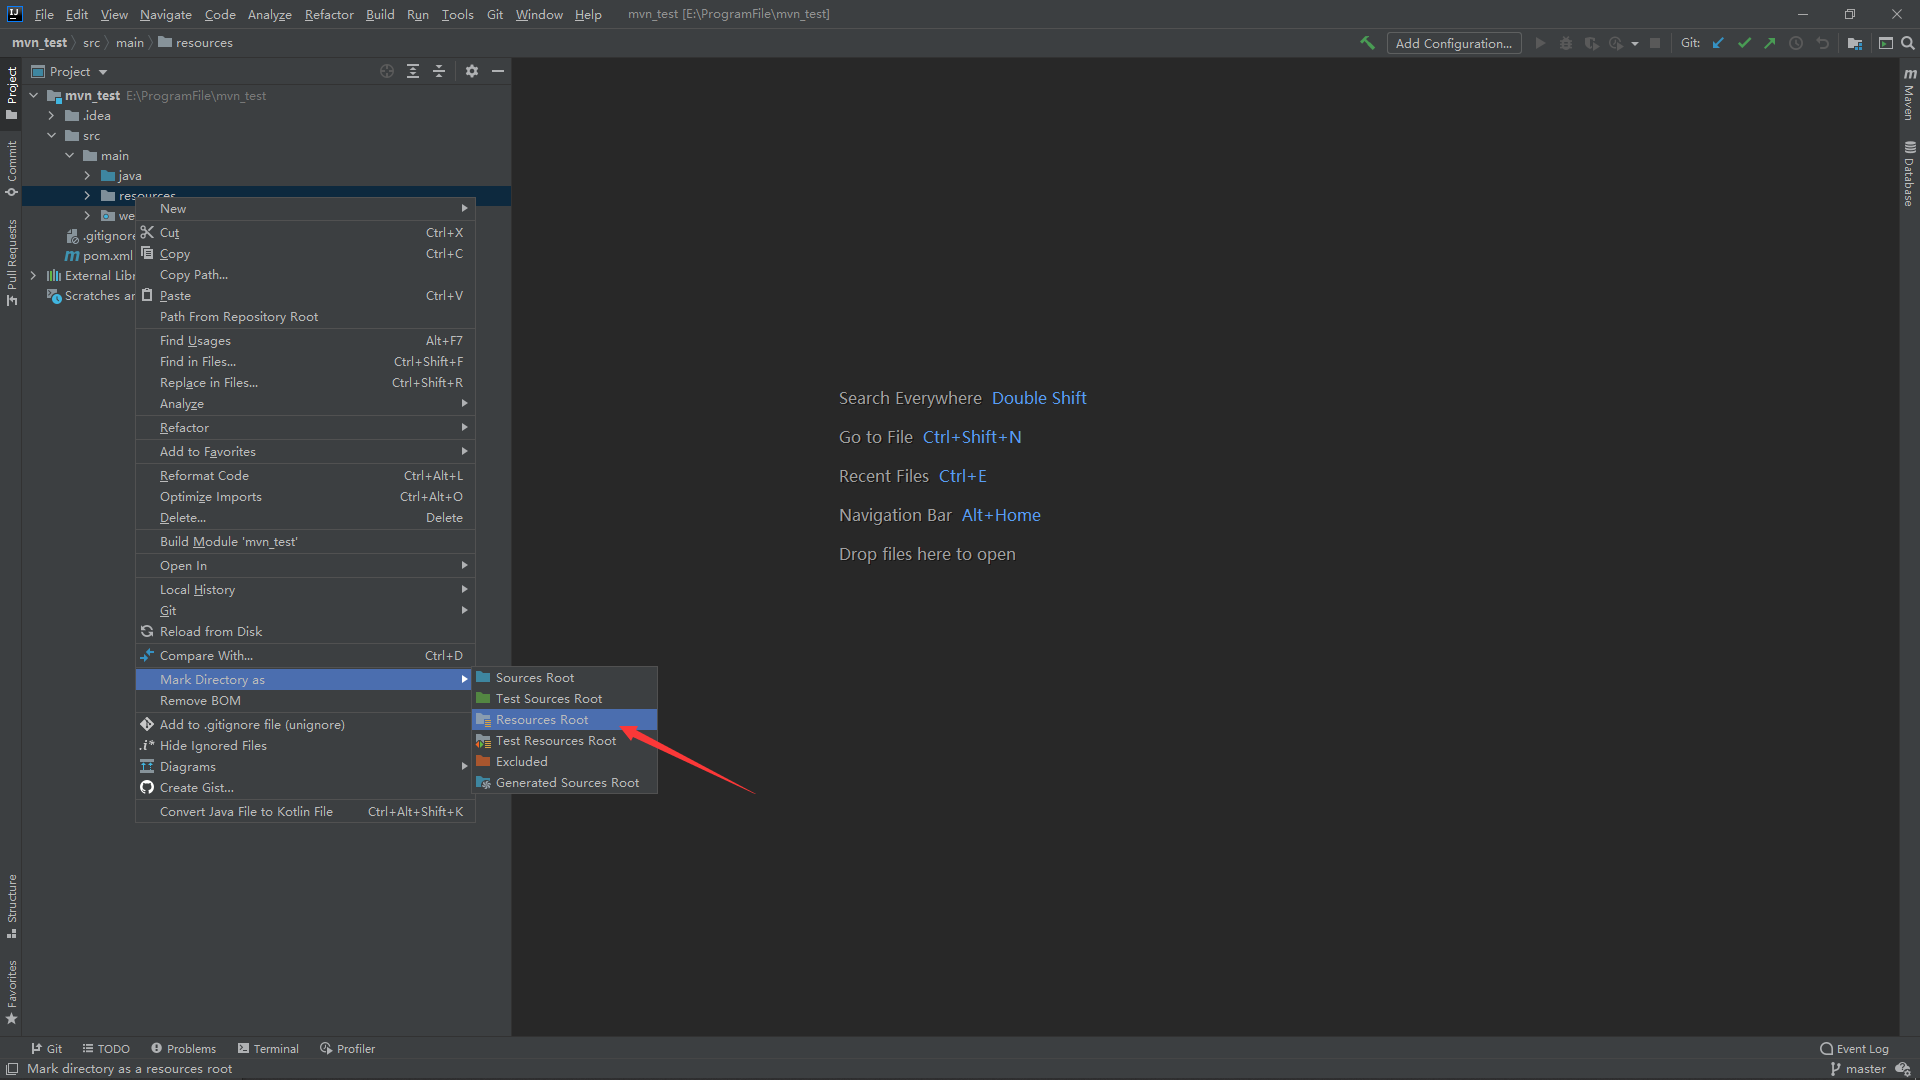 File Edit View Navigate Code Analyze Refactor Build Run Tools Git Window Help mvn_test [E:\ProgramFile\mvn_test]
mvn_test src main resources
Add Configuration...
Git:
Project
mvn_test E:\ProgramFile\mvn_test
.idea
src
main
java
resources
we
.gitignore
pom.xml
External Libr
Scratches ar
New
Cut Ctrl+X
Copy Ctrl+C
Copy Path...
Paste Ctrl+V
Path From Repository Root
Find Usages Alt+F7
Find in Files... Ctrl+Shift+F
Replace in Files... Ctrl+Shift+R
Analyze
Refactor
Add to Favorites
Reformat Code Ctrl+Alt+L
Optimize Imports Ctrl+Alt+O
Delete... Delete
Build Module 'mvn_test'
Open In
Local History
Git
Reload from Disk
Compare With... Ctrl+D
Mark Directory as
Remove BOM
Add to .gitignore file (unignore)
Hide Ignored Files
Diagrams
Create Gist...
Convert Java File to Kotlin File Ctrl+Alt+Shift+K
Sources Root
Test Sources Root
Resources Root
Test Resources Root
Excluded
Generated Sources Root
Search Everywhere Double Shift
Go to File Ctrl+Shift+N
Recent Files Ctrl+E
Navigation Bar Alt+Home
Drop files here to open
Project
Commit
Pull Requests
Structure
Favorites
Maven
Database
Git TODO Problems Terminal Profiler
Event Log
Mark directory as a resources root
master